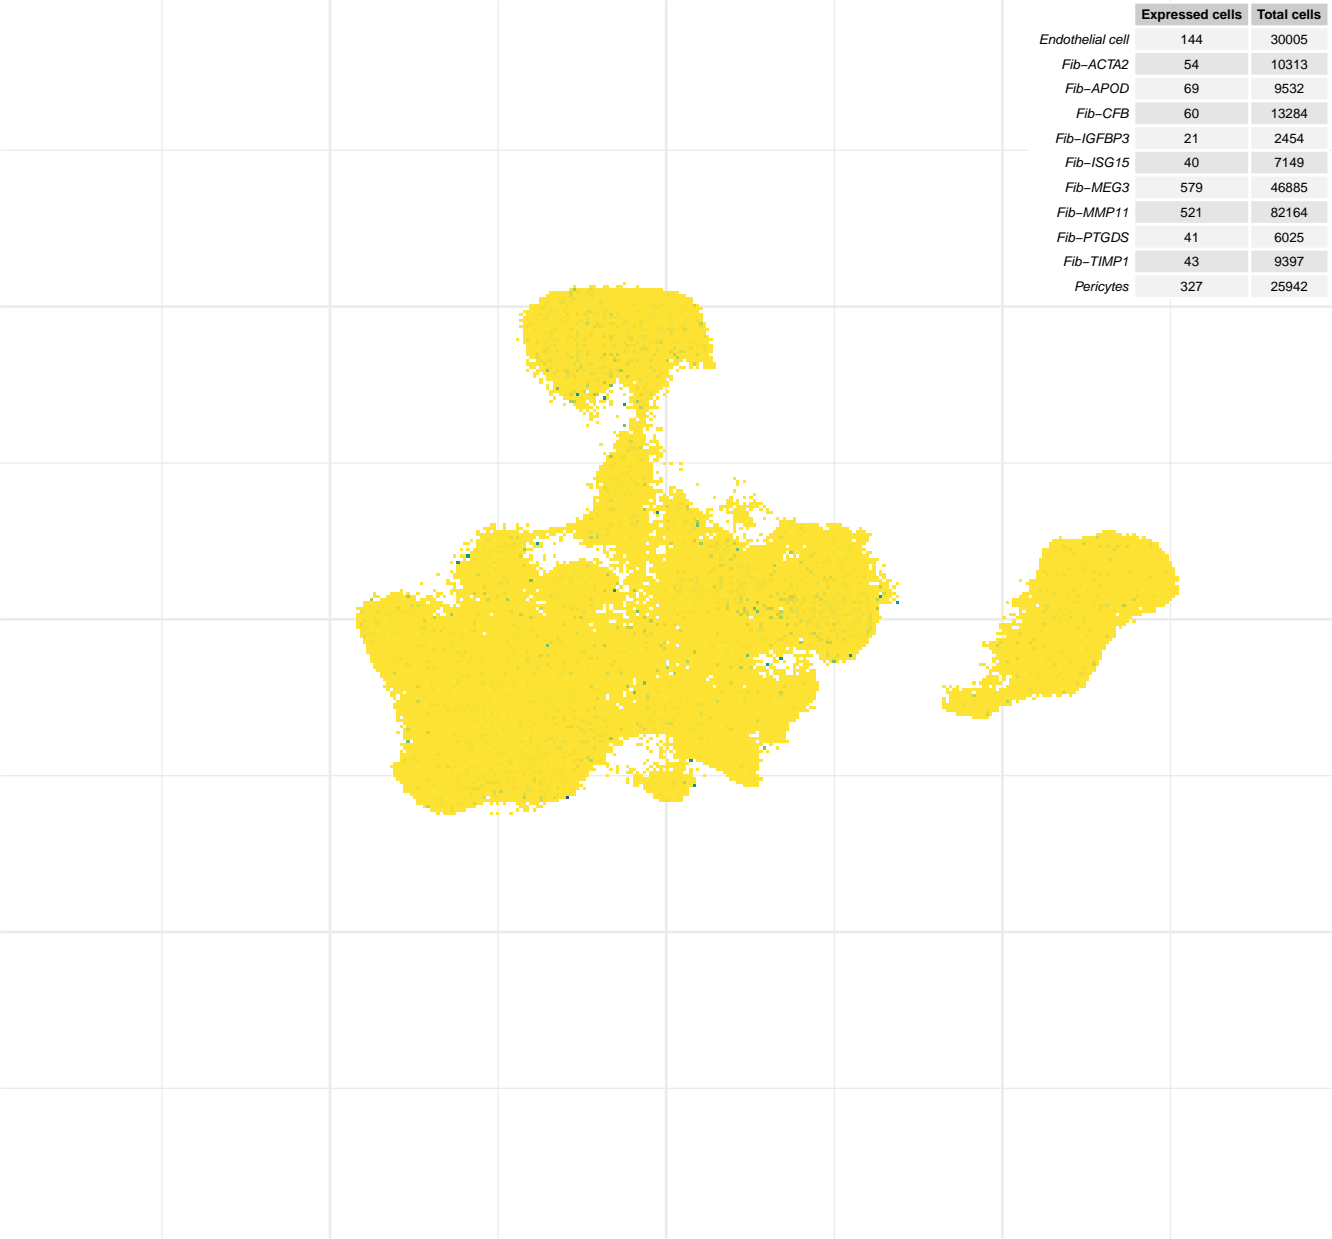 Expressed cells Total cells
Endothelial cell 144 30005
Fib−ACTA2 54 10313
Fib−APOD 69 9532
Fib−CFB 60 13284
Fib−IGFBP3 21 2454
Fib−ISG15 40 7149
Fib−MEG3 579 46885
Fib−MMP11 521 82164
Fib−PTGDS 41 6025
Fib−TIMP1 43 9397
Pericytes 327 25942